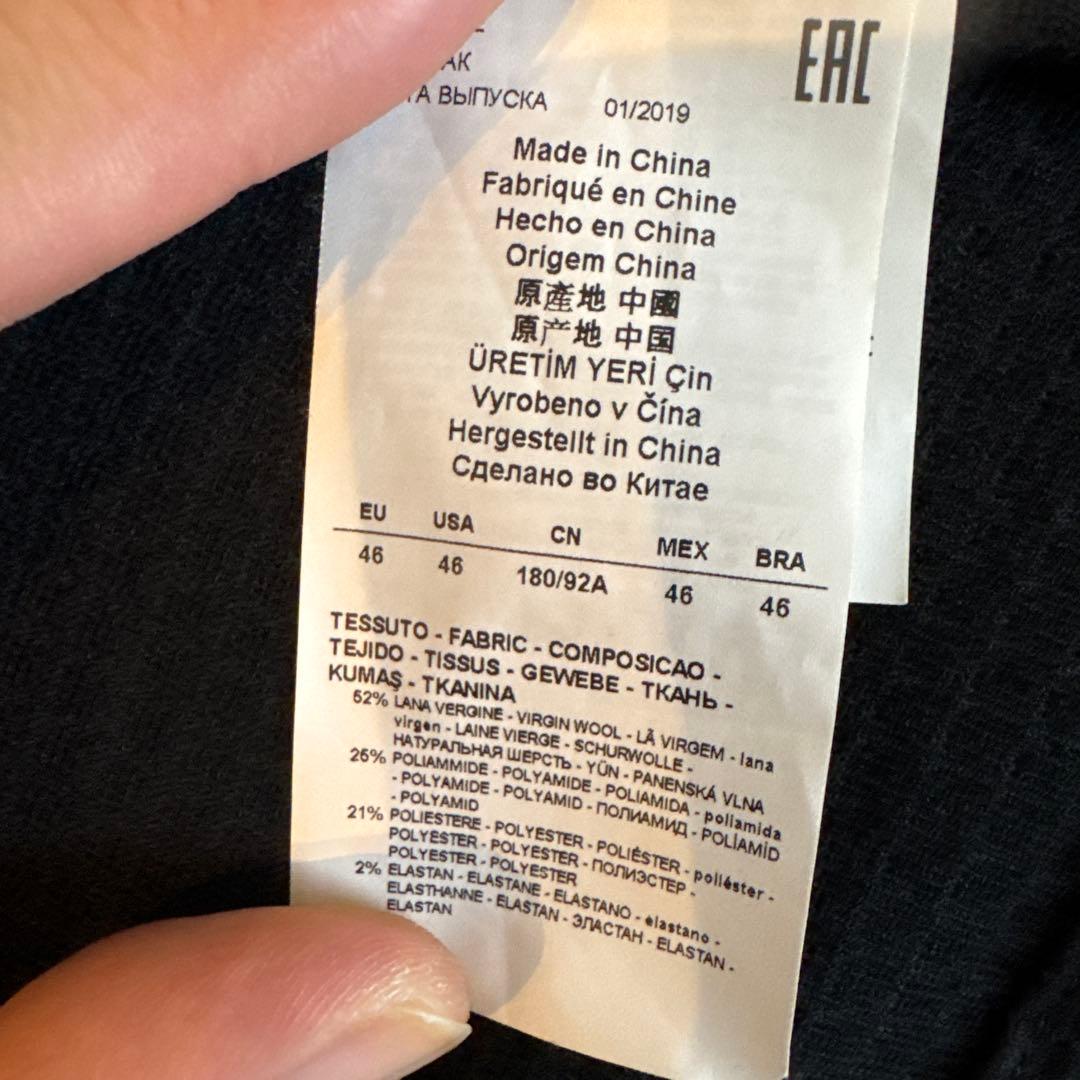 EAC
АК
ТА ВЫПУСКА 01/2019
Made in China
Fabriqué en Chine
Hecho en China
Origem China
原產地 中國
原产地 中国
ÜRETİM YERİ Çin
Vyrobeno v Čína
Hergestellt in China
Сделано во Китае
EU USA CN MEX BRA
46 46 180/92A 46 46
TESSUTO - FABRIC - COMPOSICAO -
TEJIDO - TISSUS - GEWEBE - ТКАНЬ -
KUMAŞ - TKANINA
52% LANA VERGINE - VIRGIN WOOL - LÃ VIRGEM - lana
virgen - LAINE VIERGE - SCHURWOLLE -
НАТУРАЛЬНАЯ ШЕРСТЬ - YÜN - PANENSKÁ VLNA
25% POLIAMMIDE - POLYAMIDE - POLIAMIDA - poliamida
- POLYAMIDE - POLYAMID - ПОЛИАМИД - POLİAMİD
- POLYAMID
21% POLIESTERE - POLYESTER - POLIÉSTER - poliéster -
POLYESTER - POLYESTER - ПОЛИЭСТЕР -
POLYESTER - POLYESTER
2% ELASTAN - ELASTANE - ELASTANO - elastano -
ELASTHANNE - ELASTAN - ЭЛАСТАН - ELASTAN -
ELASTAN